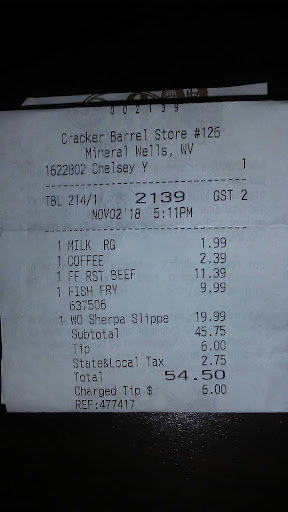 002139
Cracker Barrel Store #126
Mineral Wells, WV
1622802 Chelsey Y 1
TBL 214/1 2139 GST 2
NOV02'18 5:11PM
1 MILK RG 1.99
1 COFFEE 2.39
1 FF RST BEEF 11.39
1 FISH FRY 9.99
637506
1 WO Sherpa Slippe 19.99
Subtotal 45.75
Tip 6.00
State&Local Tax 2.75
Total 54.50
Charged Tip $ 6.00
REF:477417